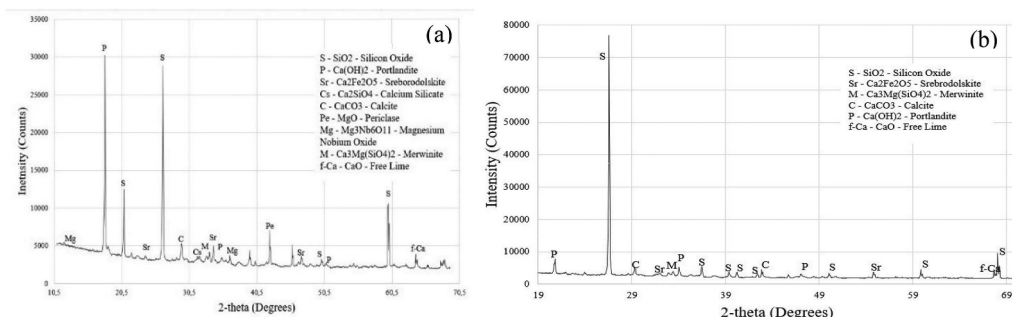 35000
(a)
P
S
30000
S - SiO2 - Silicon Oxide
P - Ca(OH)2 - Portlandite
Sr - Ca2Fe2O5 - Srebrodolskite
Cs - Ca2SiO4 - Calcium Silicate
C - CaCO3 - Calcite
Pe - MgO - Periclase
Mg - Mg3Nb6O11 - Magnesium
Nobium Oxide
M - Ca3Mg(SiO4)2 - Merwinite
f-Ca - CaO - Free Lime
25000
20000
15000
S
S
10000
Pe
5000
Mg
Sr
C
Cs
M
Sr
P
Mg
Sr
S
P
f-Ca
0
10,5
20,5
30,5
40,5
50,5
60,5
70,5
2-theta (Degrees)
Inetnsity (Counts)
80000
(b)
70000
S
S - SiO2 - Silicon Oxide
Sr - Ca2Fe2O5 - Srebrodolskite
M - Ca3Mg(SiO4)2 - Merwinite
C - CaCO3 - Calcite
P - Ca(OH)2 - Portlandite
f-Ca - CaO - Free Lime
60000
50000
40000
30000
20000
10000
P
C
Sr
M
P
S
S
S
S
C
P
S
Sr
S
S
0
19
29
39
49
59
69
2-theta (Degrees)
Intensity (Counts)